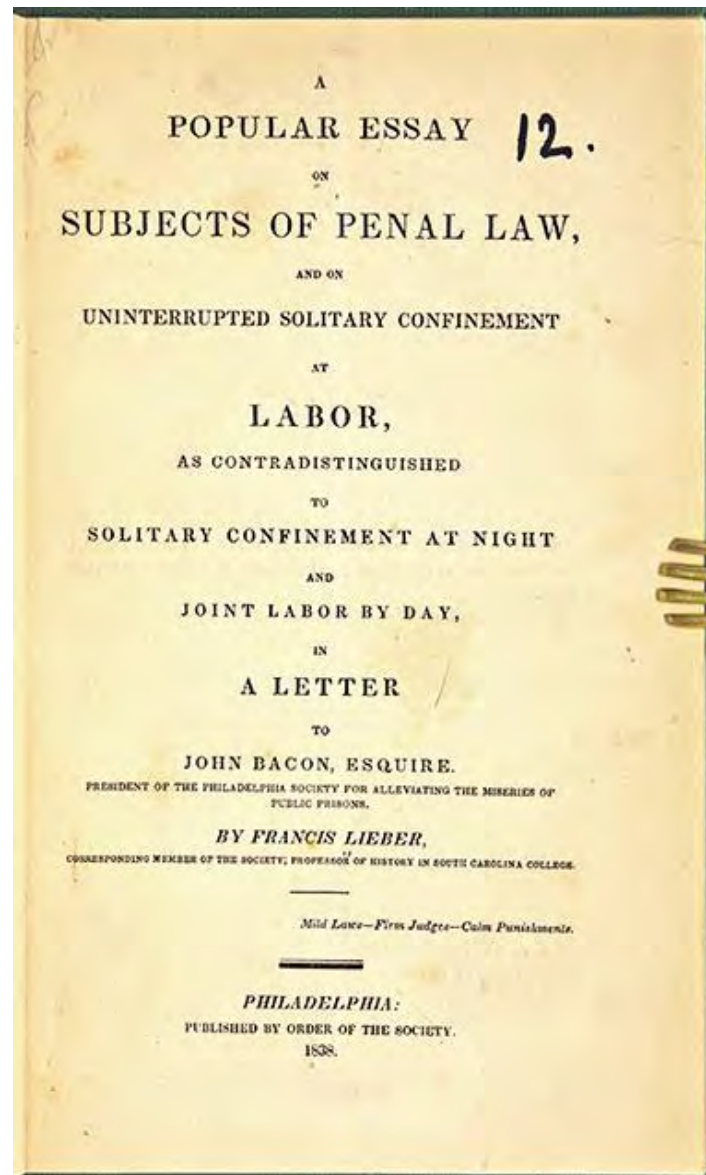 A
POPULAR ESSAY
12.
ON
SUBJECTS OF PENAL LAW,
AND ON
UNINTERRUPTED SOLITARY CONFINEMENT
AT
LABOR,
AS CONTRADISTINGUISHED
TO
SOLITARY CONFINEMENT AT NIGHT
AND
JOINT LABOR BY DAY,
IN
A LETTER
TO
JOHN BACON, ESQUIRE.
PRESIDENT OF THE PHILADELPHIA SOCIETY FOR ALLEVIATING THE MISERIES OF
PUBLIC PRISONS.
BY FRANCIS LIEBER,
CORRESPONDING MEMBER OF THE SOCIETY; PROFESSOR OF HISTORY IN SOUTH CAROLINA COLLEGE.
Mild Laws—Firm Judges—Calm Punishments.
PHILADELPHIA:
PUBLISHED BY ORDER OF THE SOCIETY.
1838.